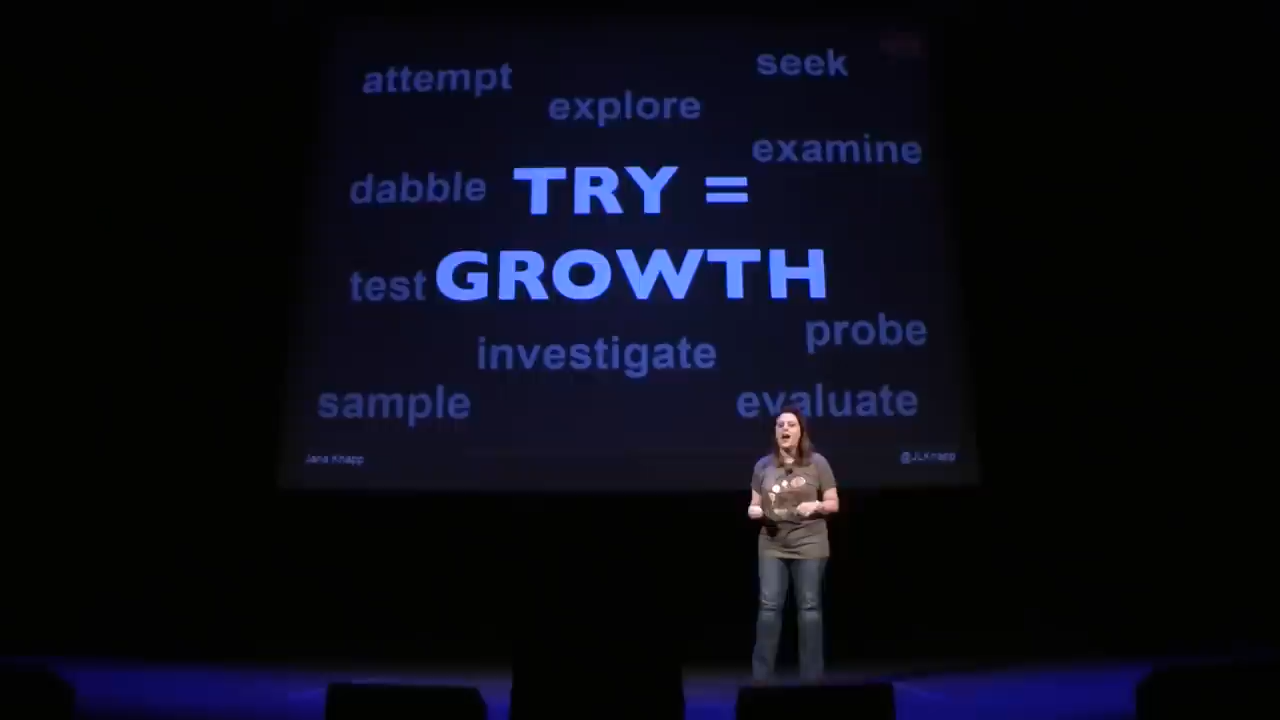 attempt
seek
explore
examine
dabble
TRY =
GROWTH
test
probe
investigate
sample
evaluate
Jana Knapp
@JLKnapp